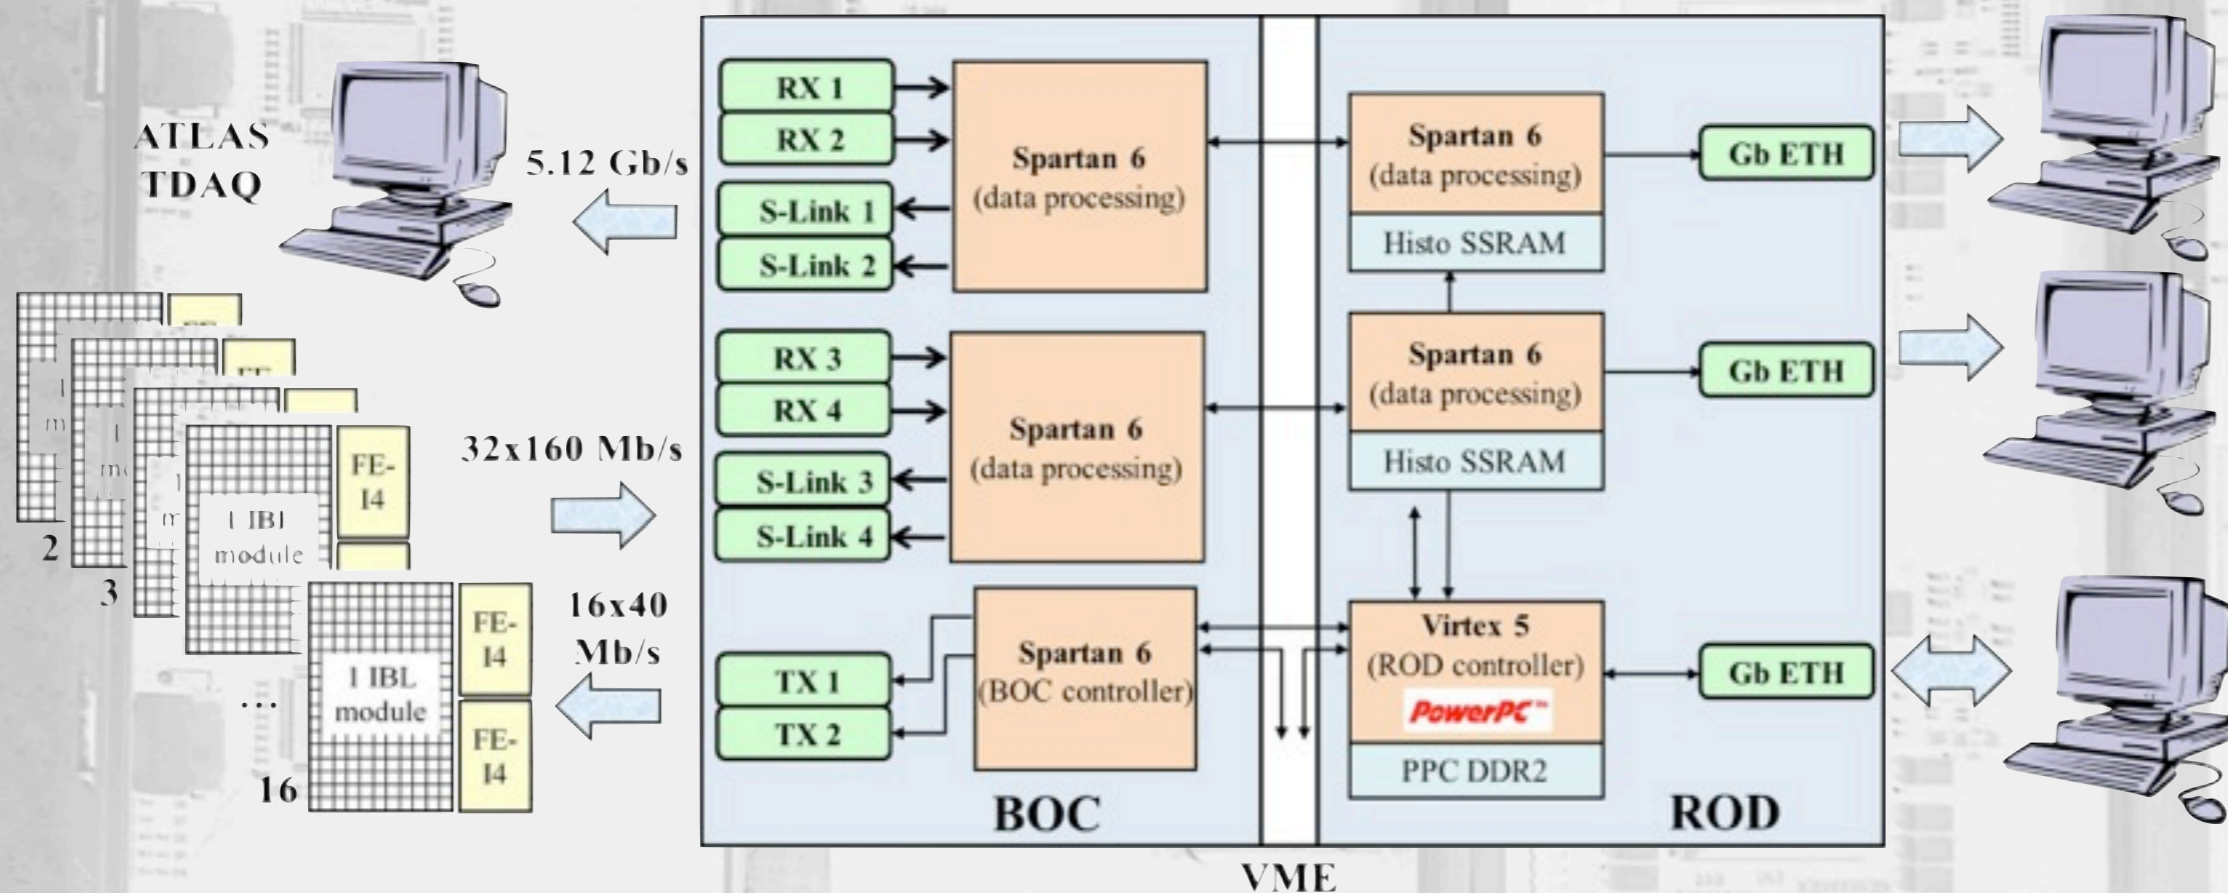 ATLAS
TDAQ
5.12 Gb/s
32x160 Mb/s
16x40
Mb/s
2
3
...
16
FE-
I4
module
1 IBL
module
FE-
I4
FE-
I4
RX 1
RX 2
S-Link 1
S-Link 2
Spartan 6
(data processing)
RX 3
RX 4
S-Link 3
S-Link 4
Spartan 6
(data processing)
TX 1
TX 2
Spartan 6
(BOC controller)
BOC
Spartan 6
(data processing)
Histo SSRAM
Gb ETH
Spartan 6
(data processing)
Histo SSRAM
Gb ETH
Virtex 5
(ROD controller)
PowerPC™
PPC DDR2
Gb ETH
ROD
VME